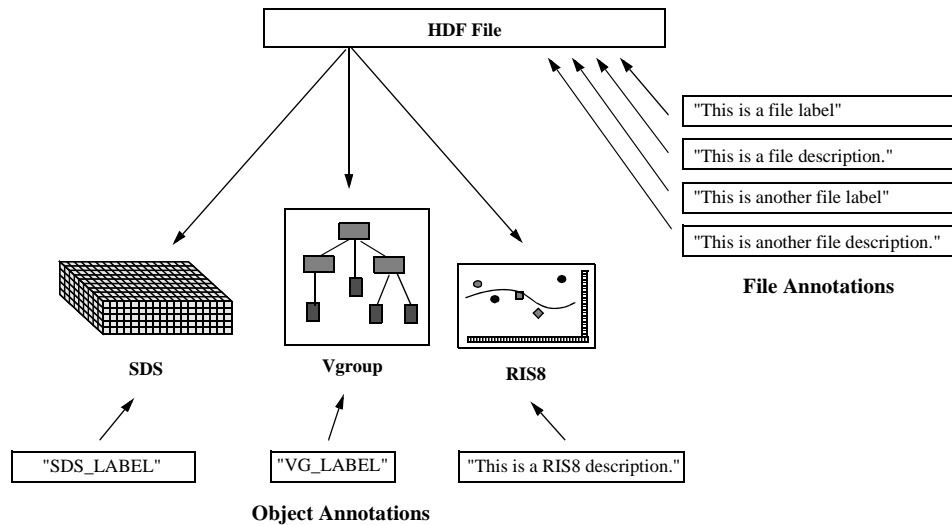 HDF File
"This is a file label"
"This is a file description."
"This is another file label"
"This is another file description."
File Annotations
SDS
Vgroup
RIS8
"SDS_LABEL"
"VG_LABEL"
"This is a RIS8 description."
Object Annotations